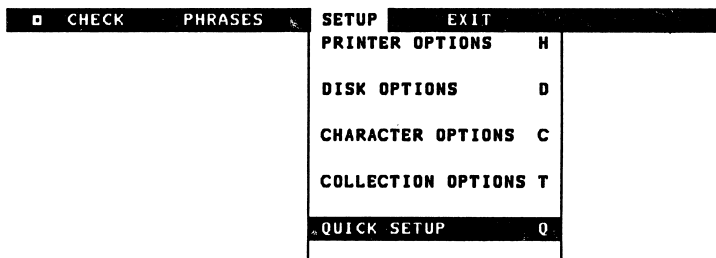 CHECK PHRASES SETUP EXIT
PRINTER OPTIONS H
DISK OPTIONS D
CHARACTER OPTIONS C
COLLECTION OPTIONS T
QUICK SETUP Q